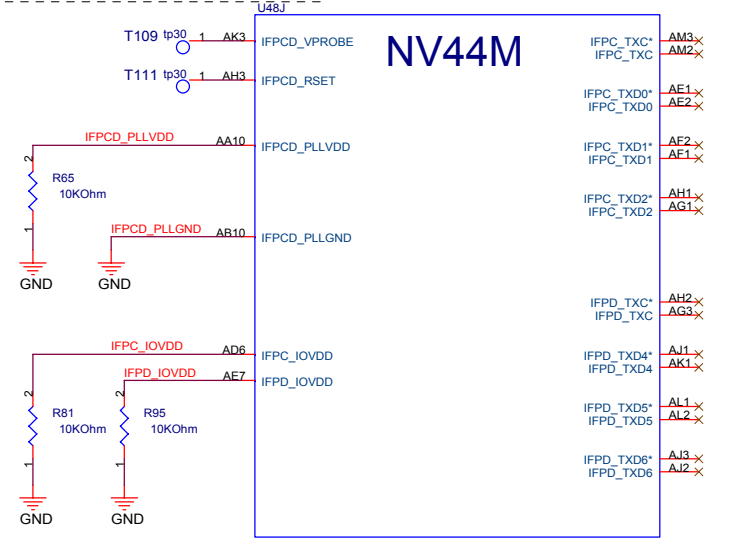 U48J
T109 tp30 1 AK3 IFPCD_VPROBE
NV44M
IFPC_TXC* AM3
IFPC_TXC AM2
T111 tp30 1 AH3 IFPCD_RSET
IFPC_TXD0* AE1
IFPC_TXD0 AE2
IFPCD_PLLVDD AA10 IFPCD_PLLVDD
IFPC_TXD1* AF2
IFPC_TXD1 AF1
2
R65
10KOhm
1
IFPC_TXD2* AH1
IFPC_TXD2 AG1
IFPCD_PLLGND AB10 IFPCD_PLLGND
GND
GND
IFPD_TXC* AH2
IFPD_TXC AG3
IFPC_IOVDD AD6 IFPC_IOVDD
IFPD_TXD4* AJ1
IFPD_TXD4 AK1
IFPD_IOVDD AE7 IFPD_IOVDD
2
R81
10KOhm
1
2
R95
10KOhm
1
IFPD_TXD5* AL1
IFPD_TXD5 AL2
IFPD_TXD6* AJ3
IFPD_TXD6 AJ2
GND
GND